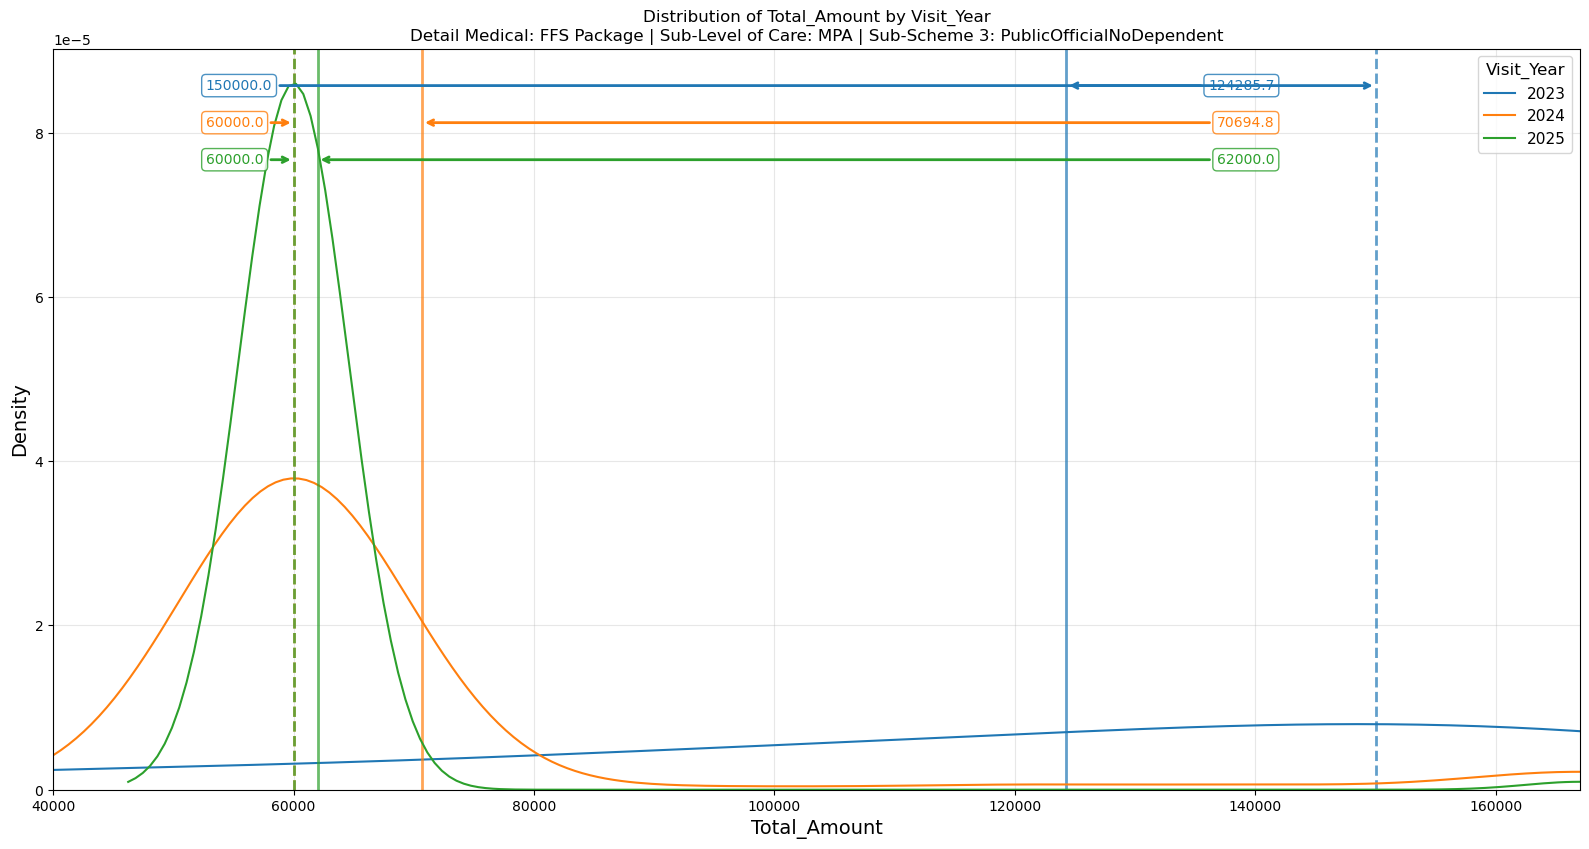 Distribution of Total_Amount by Visit_Year
Detail Medical: FFS Package | Sub-Level of Care: MPA | Sub-Scheme 3: PublicOfficialNoDependent
1e−5
150000.0
124285.7
60000.0
70694.8
60000.0
62000.0
Visit_Year
2023
2024
2025
8
6
4
2
0
Density
40000 60000 80000 100000 120000 140000 160000
Total_Amount